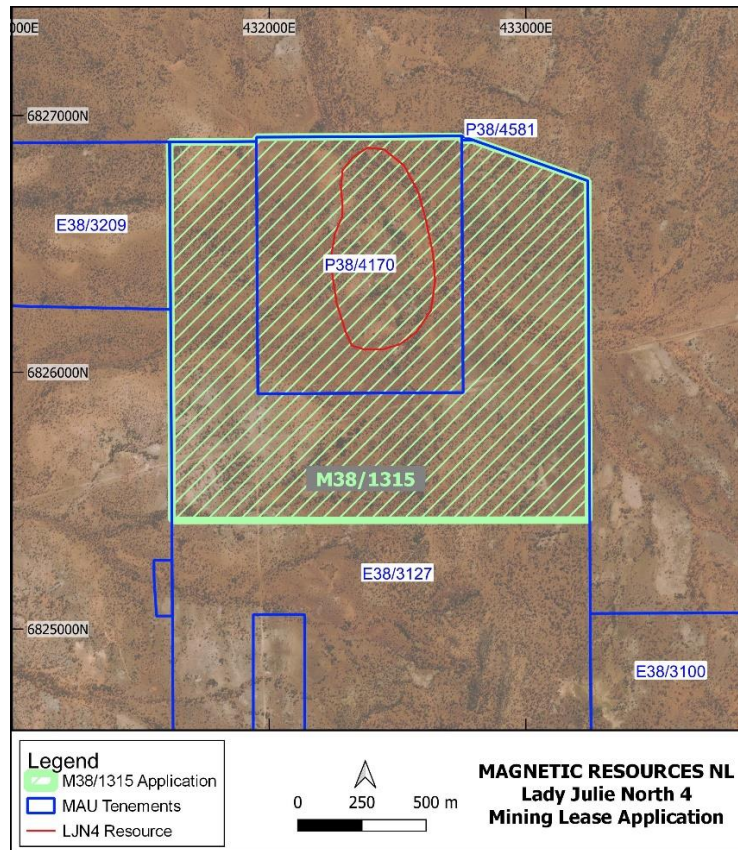 000E
432000E
433000E
6827000N
P38/4581
E38/3209
P38/4170
6826000N
M38/1315
E38/3127
6825000N
E38/3100
Legend
M38/1315 Application
MAU Tenements
LJN4 Resource
0 250 500 m
MAGNETIC RESOURCES NL
Lady Julie North 4
Mining Lease Application